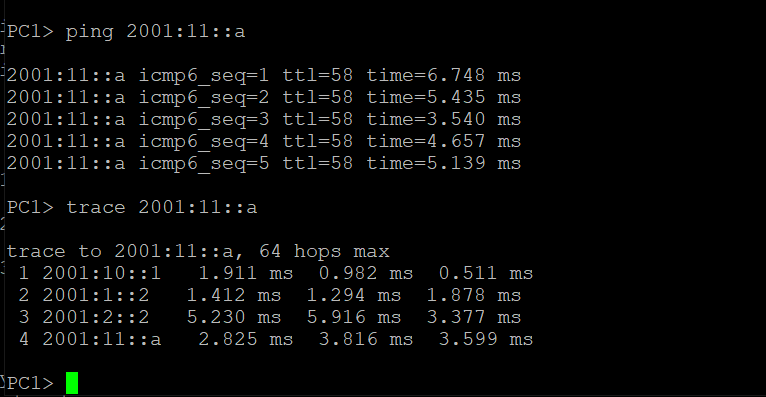 PC1> ping 2001:11::a
2001:11::a icmp6_seq=1 ttl=58 time=6.748 ms
2001:11::a icmp6_seq=2 ttl=58 time=5.435 ms
2001:11::a icmp6_seq=3 ttl=58 time=3.540 ms
2001:11::a icmp6_seq=4 ttl=58 time=4.657 ms
2001:11::a icmp6_seq=5 ttl=58 time=5.139 ms
PC1> trace 2001:11::a
trace to 2001:11::a, 64 hops max
1 2001:10::1 1.911 ms 0.982 ms 0.511 ms
2 2001:1::2 1.412 ms 1.294 ms 1.878 ms
3 2001:2::2 5.230 ms 5.916 ms 3.377 ms
4 2001:11::a 2.825 ms 3.816 ms 3.599 ms
PC1>